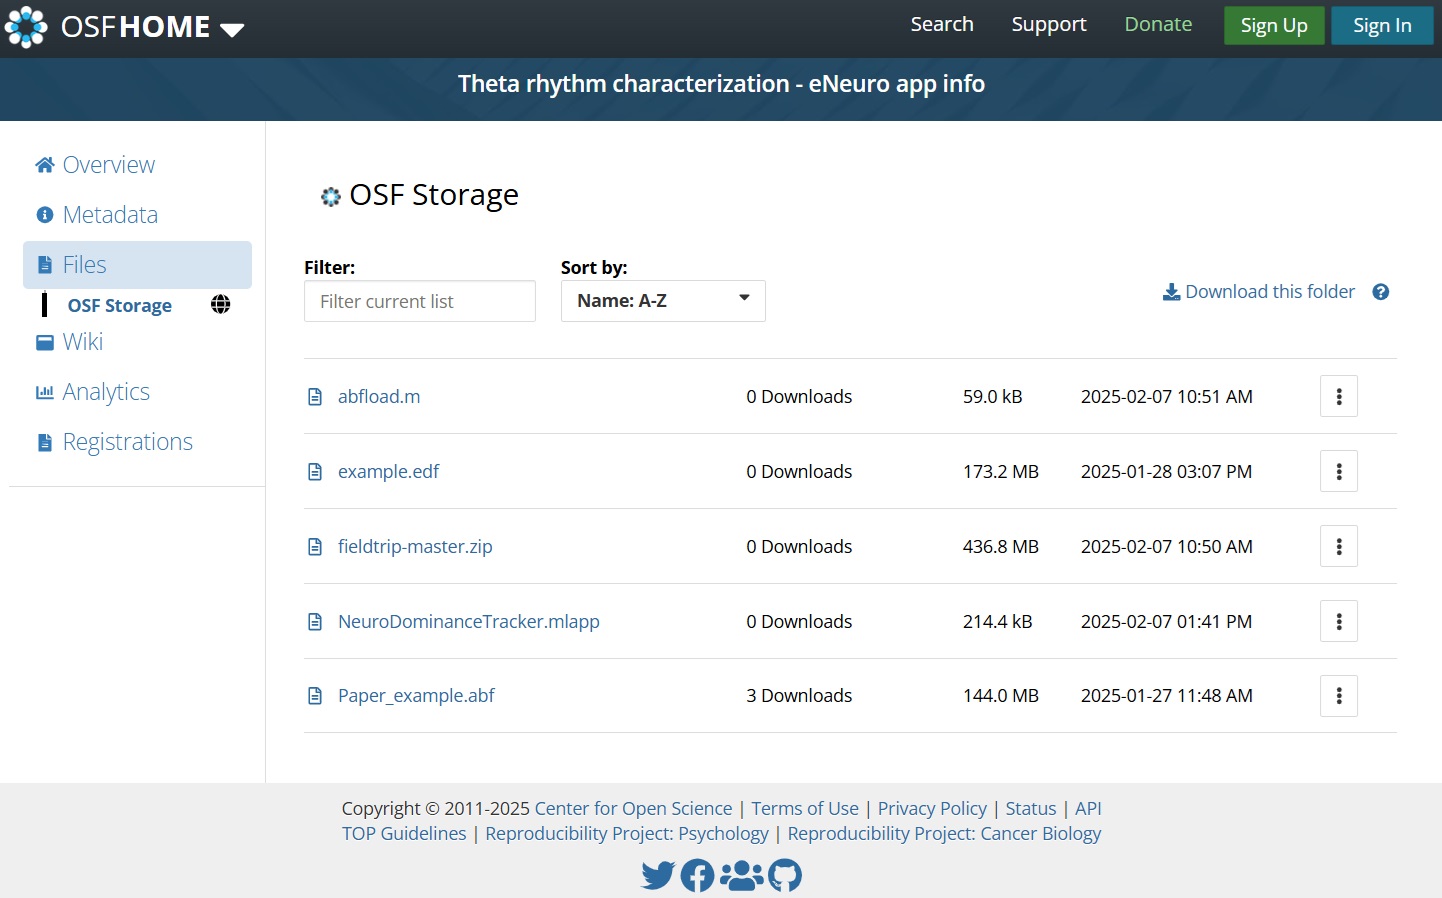 OSFHOME
Search
Support
Donate
Sign Up
Sign In
Theta rhythm characterization - eNeuro app info
Overview
Metadata
Files
OSF Storage
Wiki
Analytics
Registrations
OSF Storage
Filter:
Filter current list
Sort by:
Name: A-Z
Download this folder
abfload.m 0 Downloads 59.0 kB 2025-02-07 10:51 AM
example.edf 0 Downloads 173.2 MB 2025-01-28 03:07 PM
fieldtrip-master.zip 0 Downloads 436.8 MB 2025-02-07 10:50 AM
NeuroDominanceTracker.mlapp 0 Downloads 214.4 kB 2025-02-07 01:41 PM
Paper_example.abf 3 Downloads 144.0 MB 2025-01-27 11:48 AM
Copyright © 2011-2025 Center for Open Science | Terms of Use | Privacy Policy | Status | API
TOP Guidelines | Reproducibility Project: Psychology | Reproducibility Project: Cancer Biology